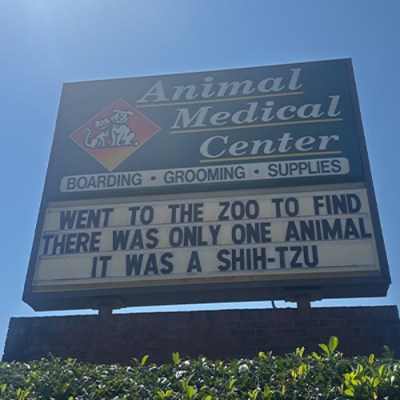 Animal
Medical
Center
BOARDING • GROOMING • SUPPLIES
WENT TO THE ZOO TO FIND
THERE WAS ONLY ONE ANIMAL
IT WAS A SHIH-TZU